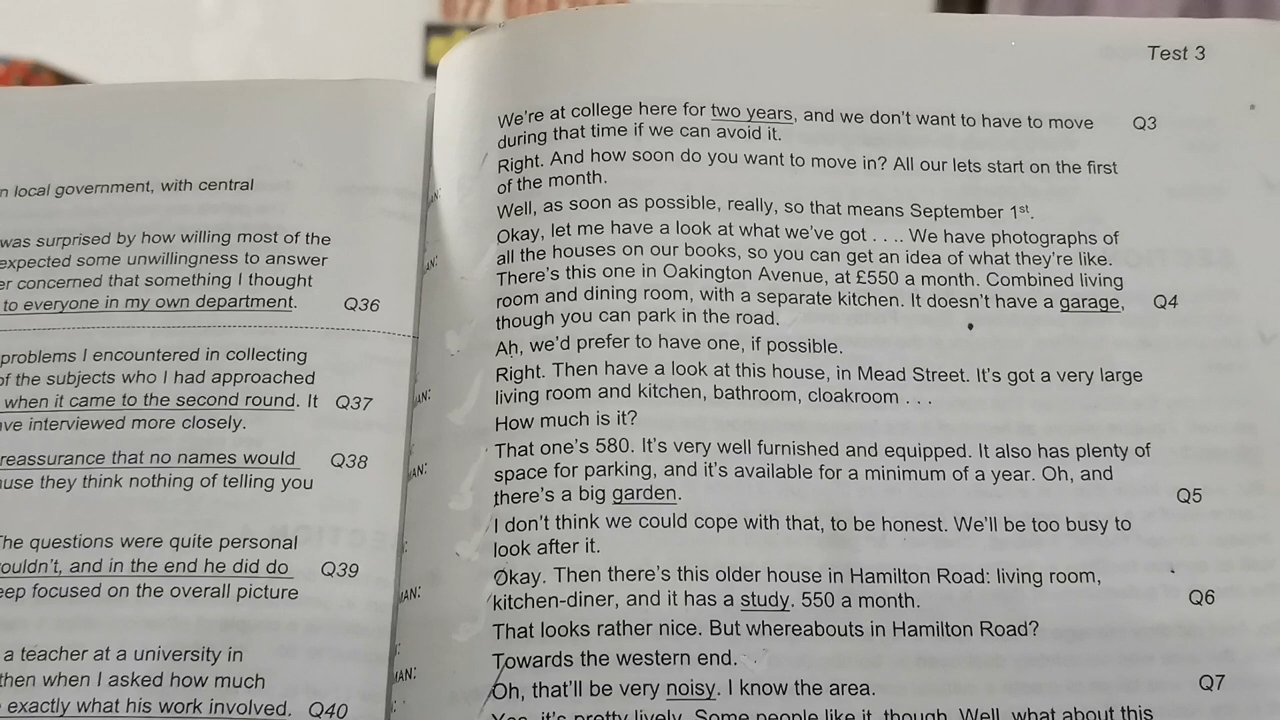 n local government, with central
was surprised by how willing most of the
expected some unwillingness to answer
er concerned that something I thought
to everyone in my own department. Q36
problems I encountered in collecting
of the subjects who I had approached
when it came to the second round. It Q37
ve interviewed more closely.
reassurance that no names would Q38
use they think nothing of telling you
The questions were quite personal
ouldn't, and in the end he did do Q39
eep focused on the overall picture
a teacher at a university in
then when I asked how much
exactly what his work involved. Q40
Test 3
We're at college here for two years, and we don't want to have to move Q3
during that time if we can avoid it.
Right. And how soon do you want to move in? All our lets start on the first
of the month.
Well, as soon as possible, really, so that means September 1st.
Okay, let me have a look at what we've got . . . . We have photographs of
all the houses on our books, so you can get an idea of what they're like.
There's this one in Oakington Avenue, at £550 a month. Combined living
room and dining room, with a separate kitchen. It doesn't have a garage, Q4
though you can park in the road.
Ah, we'd prefer to have one, if possible.
AN: Right. Then have a look at this house, in Mead Street. It's got a very large
living room and kitchen, bathroom, cloakroom . . .
How much is it?
AN: That one's 580. It's very well furnished and equipped. It also has plenty of
space for parking, and it's available for a minimum of a year. Oh, and
there's a big garden. Q5
I don't think we could cope with that, to be honest. We'll be too busy to
look after it.
AN: Okay. Then there's this older house in Hamilton Road: living room,
kitchen-diner, and it has a study. 550 a month. Q6
That looks rather nice. But whereabouts in Hamilton Road?
AN: Towards the western end.
Oh, that'll be very noisy. I know the area. Q7
Yes, it's pretty lively. Some people like it, though. Well, what about this